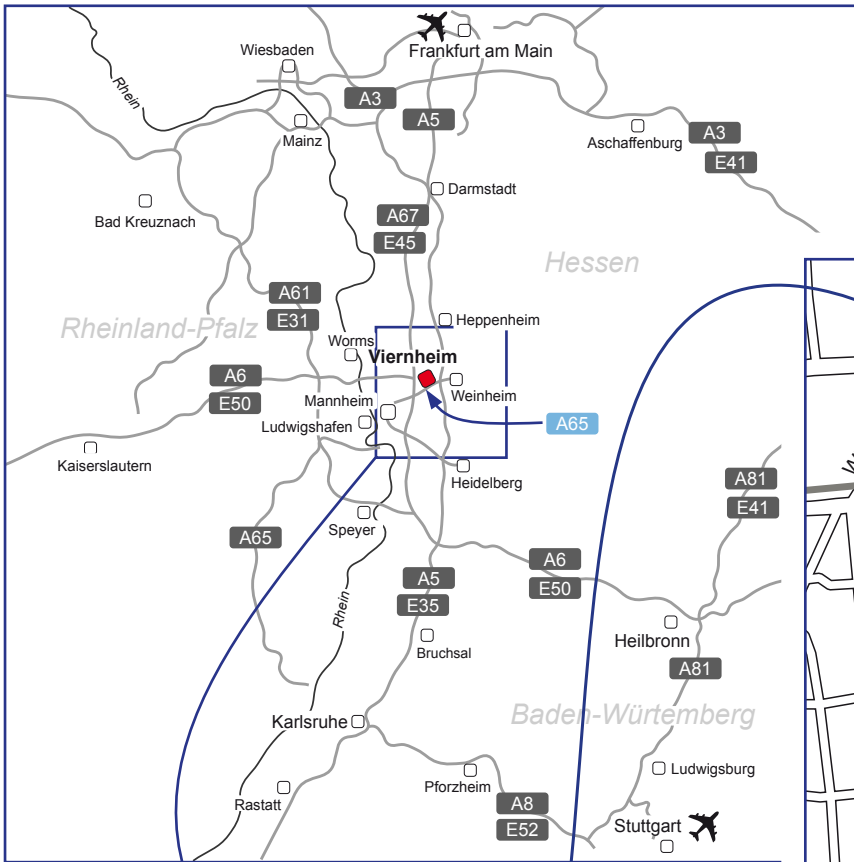 Frankfurt am Main
Wiesbaden
Rhein
A3
A5
Mainz
Aschaffenburg
A3
E41
Darmstadt
Bad Kreuznach
A67
E45
Hessen
A61
E31
Heppenheim
Rheinland-Pfalz
Worms
Viernheim
A6
E50
Weinheim
Mannheim
Ludwigshafen
A65
Kaiserslautern
Heidelberg
A81
E41
Speyer
A65
A6
E50
A5
E35
Rhein
Heilbronn
Bruchsal
A81
Karlsruhe
Baden-Würtemberg
Ludwigsburg
Pforzheim
Rastatt
A8
E52
Stuttgart